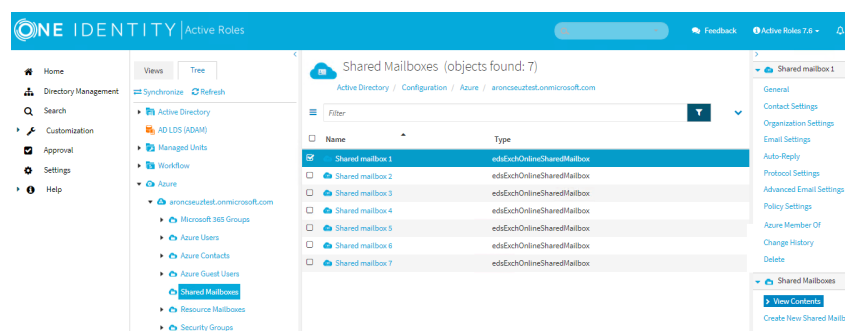 ONE IDENTITY Active Roles
Feedback
Active Roles 7.6
Home
Directory Management
Search
Customization
Approval
Settings
Help
Views Tree
Synchronize Refresh
Active Directory
AD LDS (ADAM)
Managed Units
Workflow
Azure
aroncseuztest.onmicrosoft.com
Microsoft 365 Groups
Azure Users
Azure Contacts
Azure Guest Users
Shared Mailboxes
Resource Mailboxes
Security Groups
Shared Mailboxes (objects found: 7)
Active Directory / Configuration / Azure / aroncseuztest.onmicrosoft.com
Filter
Name Type
Shared mailbox 1 edsExchOnlineSharedMailbox
Shared mailbox 2 edsExchOnlineSharedMailbox
Shared mailbox 3 edsExchOnlineSharedMailbox
Shared mailbox 4 edsExchOnlineSharedMailbox
Shared mailbox 5 edsExchOnlineSharedMailbox
Shared mailbox 6 edsExchOnlineSharedMailbox
Shared mailbox 7 edsExchOnlineSharedMailbox
Shared mailbox 1
General
Contact Settings
Organization Settings
Email Settings
Auto-Reply
Protocol Settings
Advanced Email Settings
Policy Settings
Azure Member Of
Change History
Delete
Shared Mailboxes
View Contents
Create New Shared Mailb